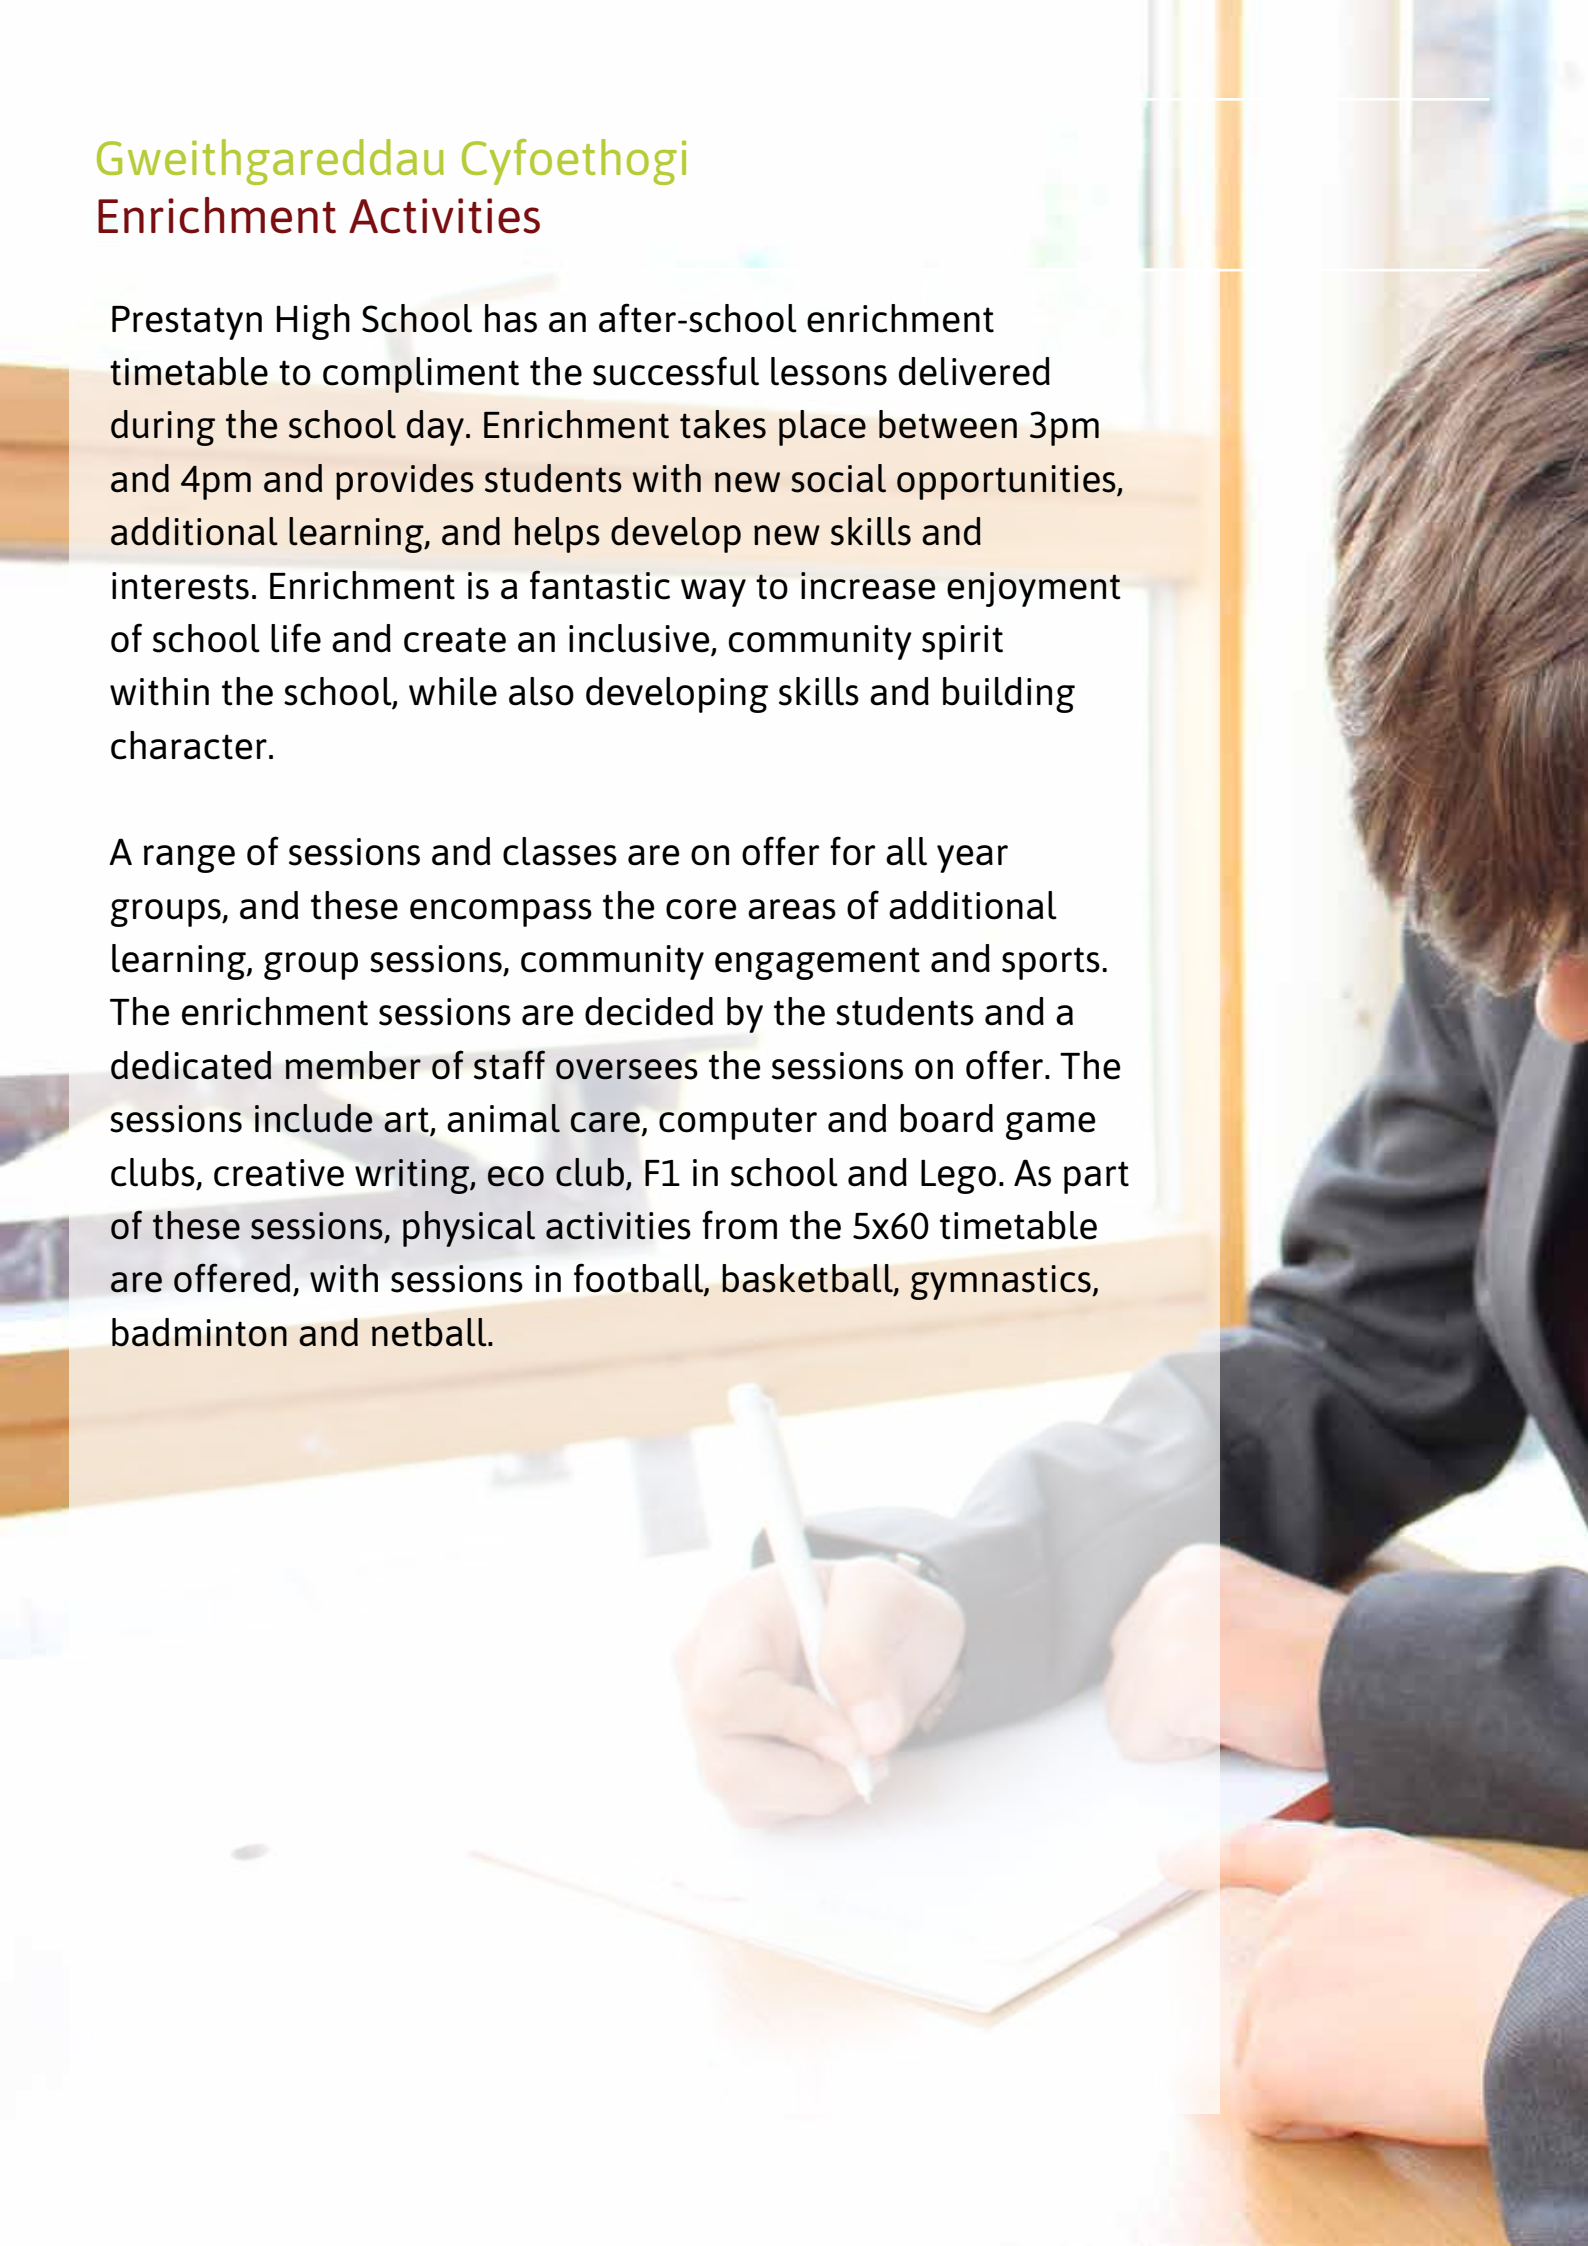 Gweithgareddau Cyfoethogi
Enrichment Activities
Prestatyn High School has an after-school enrichment
timetable to compliment the successful lessons delivered
during the school day. Enrichment takes place between 3pm
and 4pm and provides students with new social opportunities,
additional learning, and helps develop new skills and
interests. Enrichment is a fantastic way to increase enjoyment
of school life and create an inclusive, community spirit
within the school, while also developing skills and building
character.
A range of sessions and classes are on offer for all year
groups, and these encompass the core areas of additional
learning, group sessions, community engagement and sports.
The enrichment sessions are decided by the students and a
dedicated member of staff oversees the sessions on offer. The
sessions include art, animal care, computer and board game
clubs, creative writing, eco club, F1 in school and Lego. As part
of these sessions, physical activities from the 5x60 timetable
are offered, with sessions in football, basketball, gymnastics,
badminton and netball.